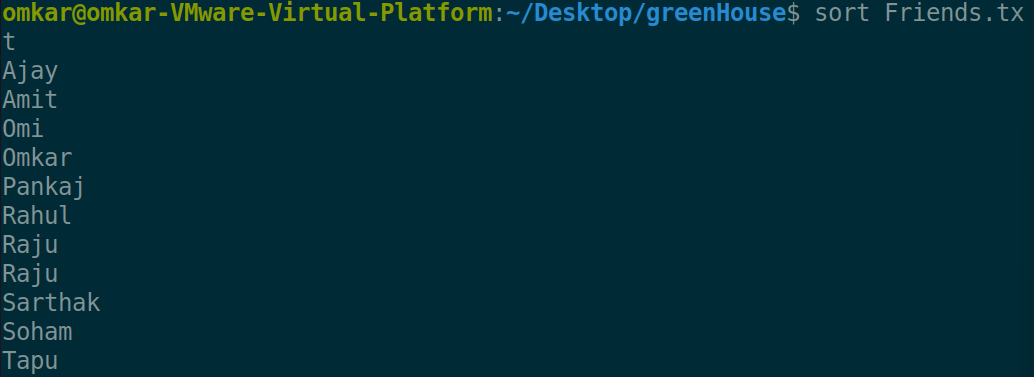 omkar@omkar-VMware-Virtual-Platform:~/Desktop/greenHouse$ sort Friends.tx
t
Ajay
Amit
Omi
Omkar
Pankaj
Rahul
Raju
Raju
Sarthak
Soham
Tapu